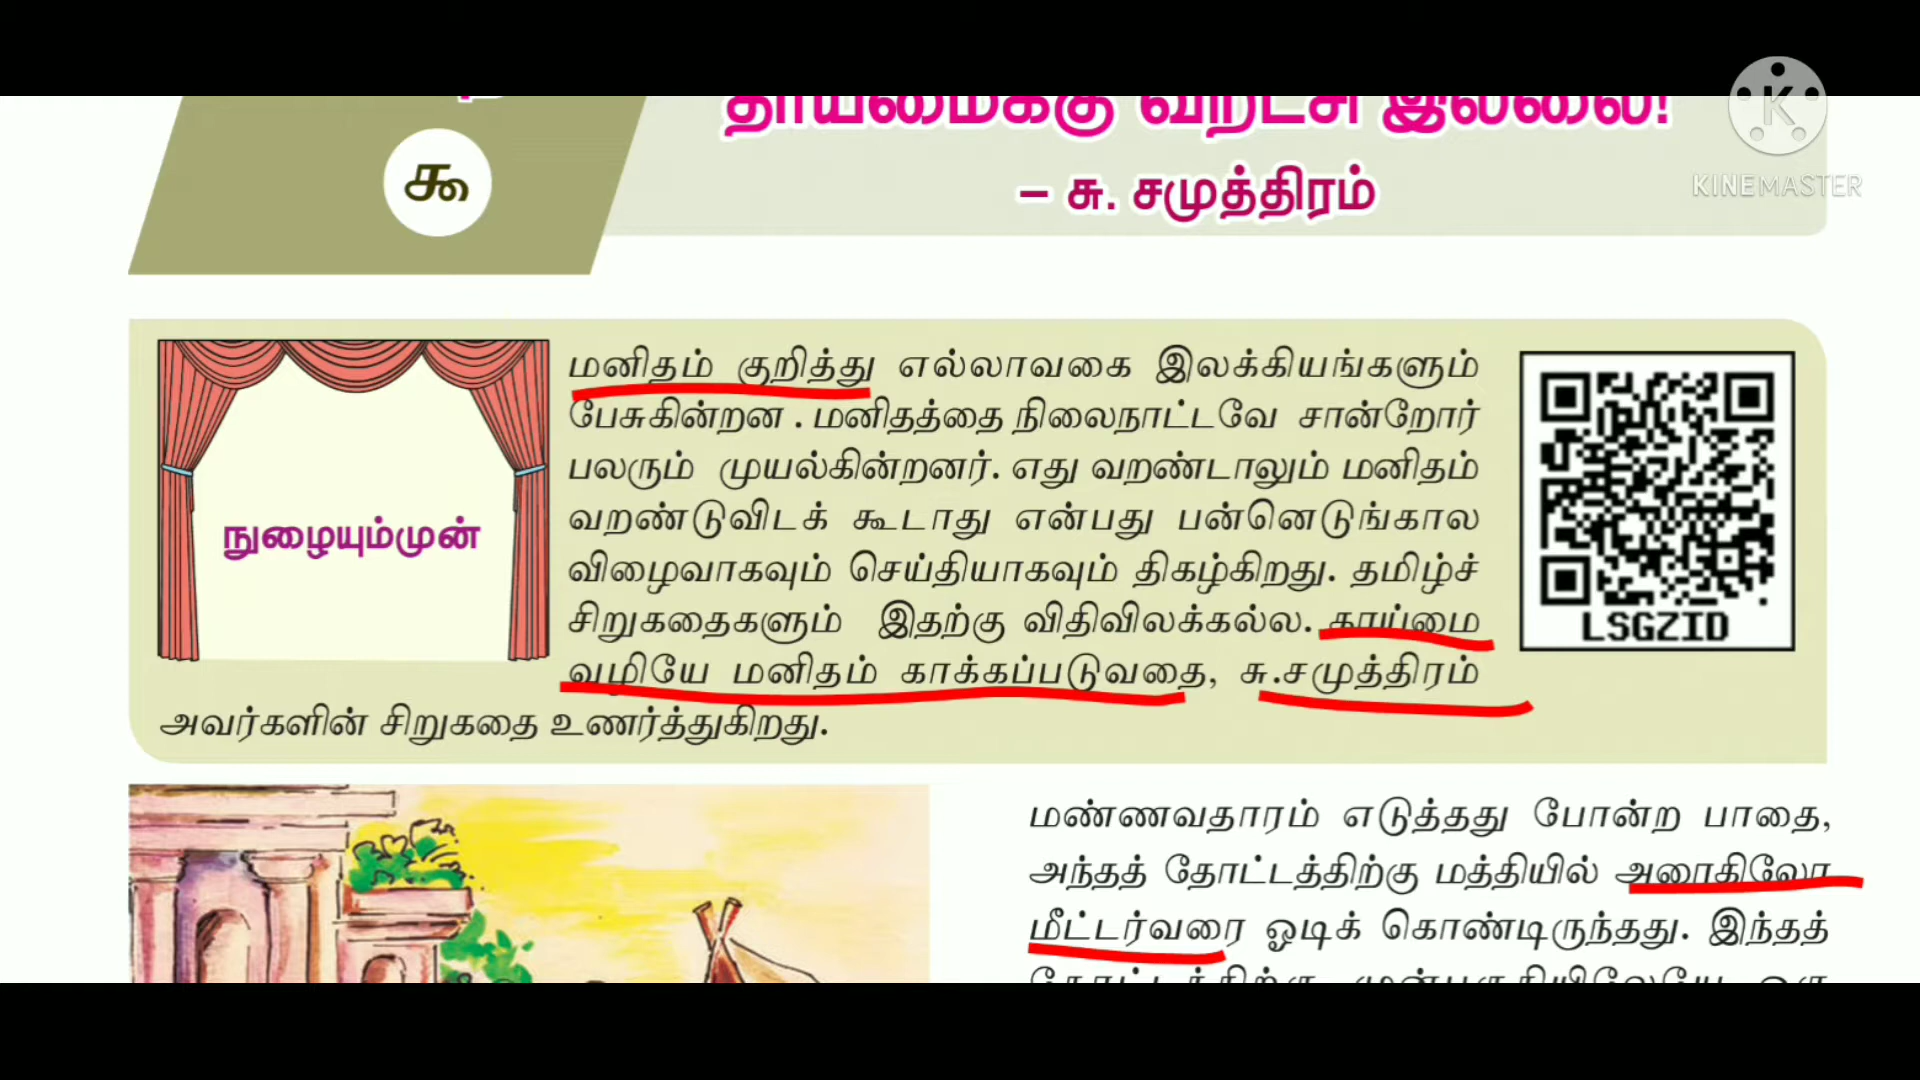 தாய்மைக்கு வறட்சி இல்லை!
௯
– சு. சமுத்திரம்
KINEMASTER
மனிதம் குறித்து எல்லாவகை இலக்கியங்களும்
பேசுகின்றன . மனிதத்தை நிலைநாட்டவே சான்றோர்
பலரும் முயல்கின்றனர். எது வறண்டாலும் மனிதம்
வறண்டுவிடக் கூடாது என்பது பன்னெடுங்கால
விழைவாகவும் செய்தியாகவும் திகழ்கிறது. தமிழ்ச்
சிறுகதைகளும் இதற்கு விதிவிலக்கல்ல. தாய்மை
வழியே மனிதம் காக்கப்படுவதை, சு.சமுத்திரம்
அவர்களின் சிறுகதை உணர்த்துகிறது.
நுழையும்முன்
LSGZID
மண்ணவதாரம் எடுத்தது போன்ற பாதை,
அந்தத் தோட்டத்திற்கு மத்தியில் அரைகிலோ
மீட்டர்வரை ஓடிக் கொண்டிருந்தது. இந்தத்